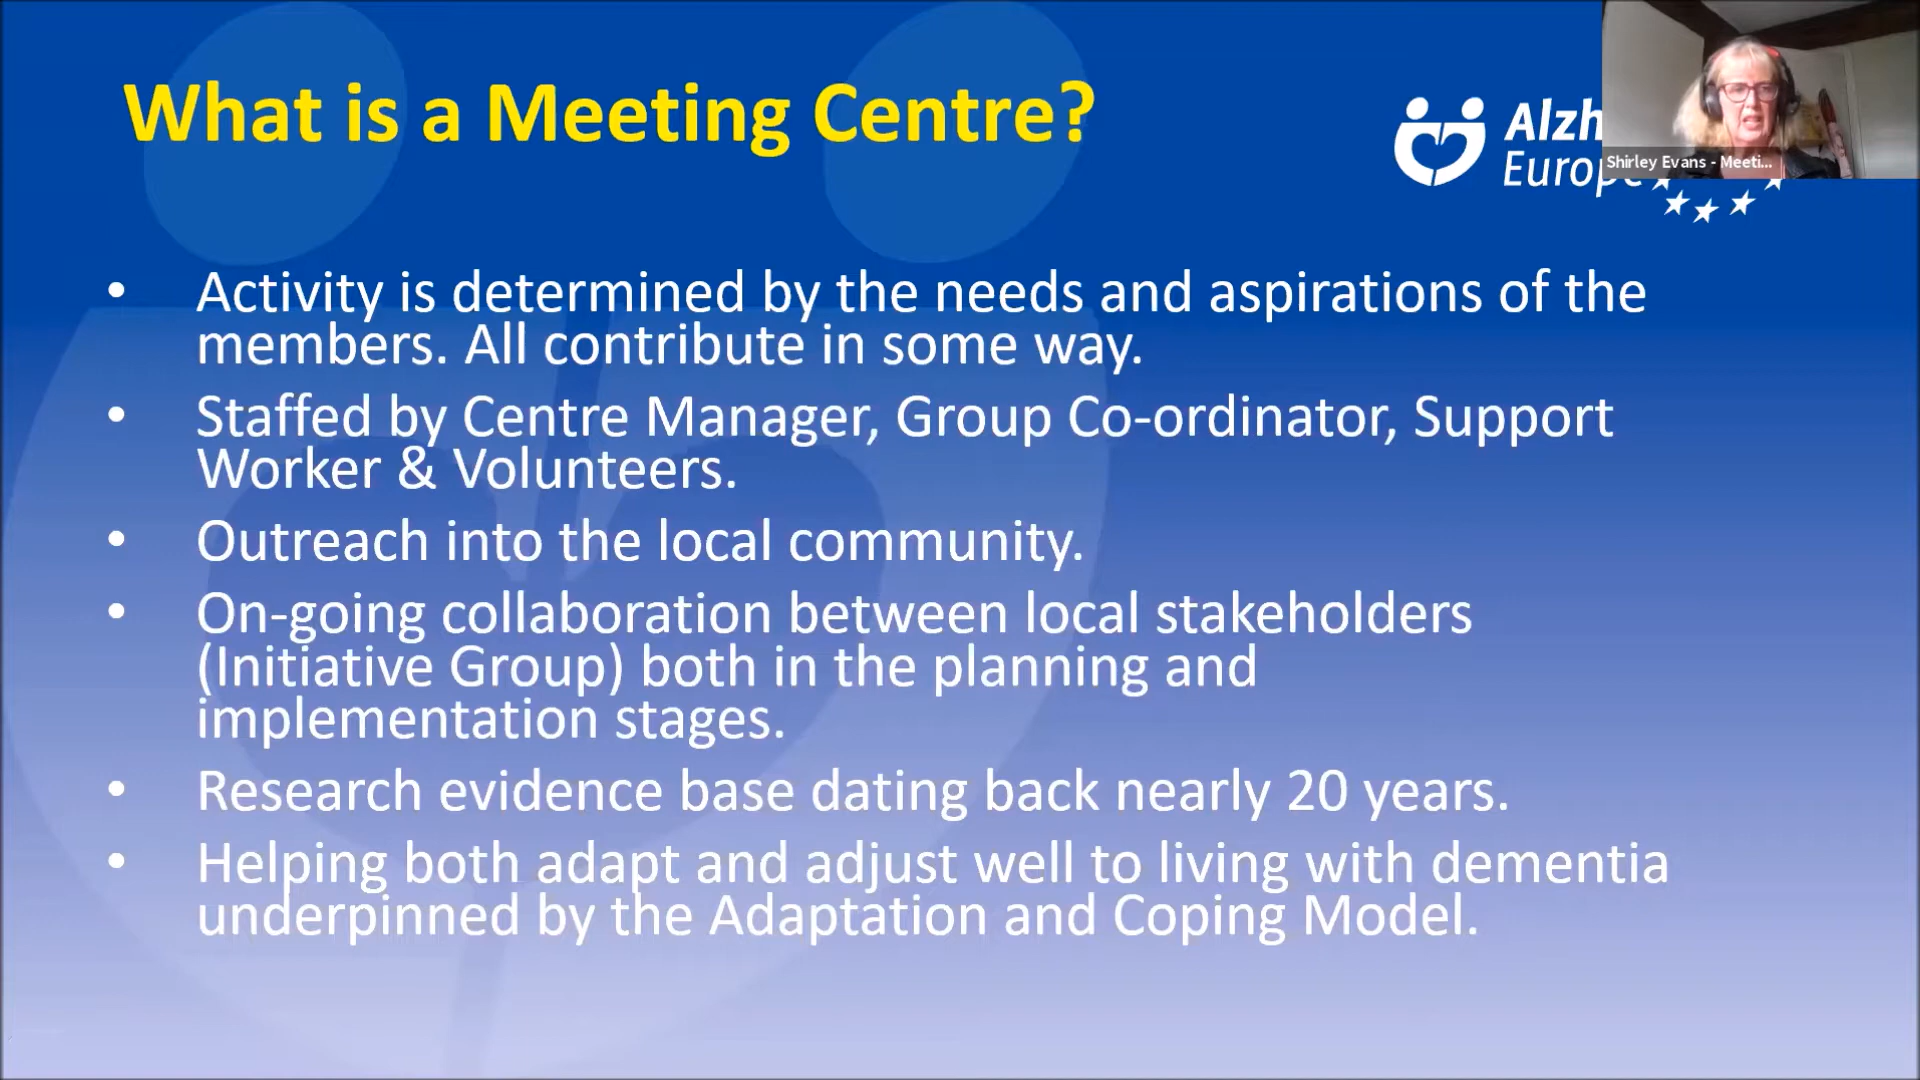 What is a Meeting Centre?
Alzh
Europe
Shirley Evans - Meeti...
• Activity is determined by the needs and aspirations of the
members. All contribute in some way.
• Staffed by Centre Manager, Group Co-ordinator, Support
Worker & Volunteers.
• Outreach into the local community.
• On-going collaboration between local stakeholders
(Initiative Group) both in the planning and
implementation stages.
• Research evidence base dating back nearly 20 years.
• Helping both adapt and adjust well to living with dementia
underpinned by the Adaptation and Coping Model.